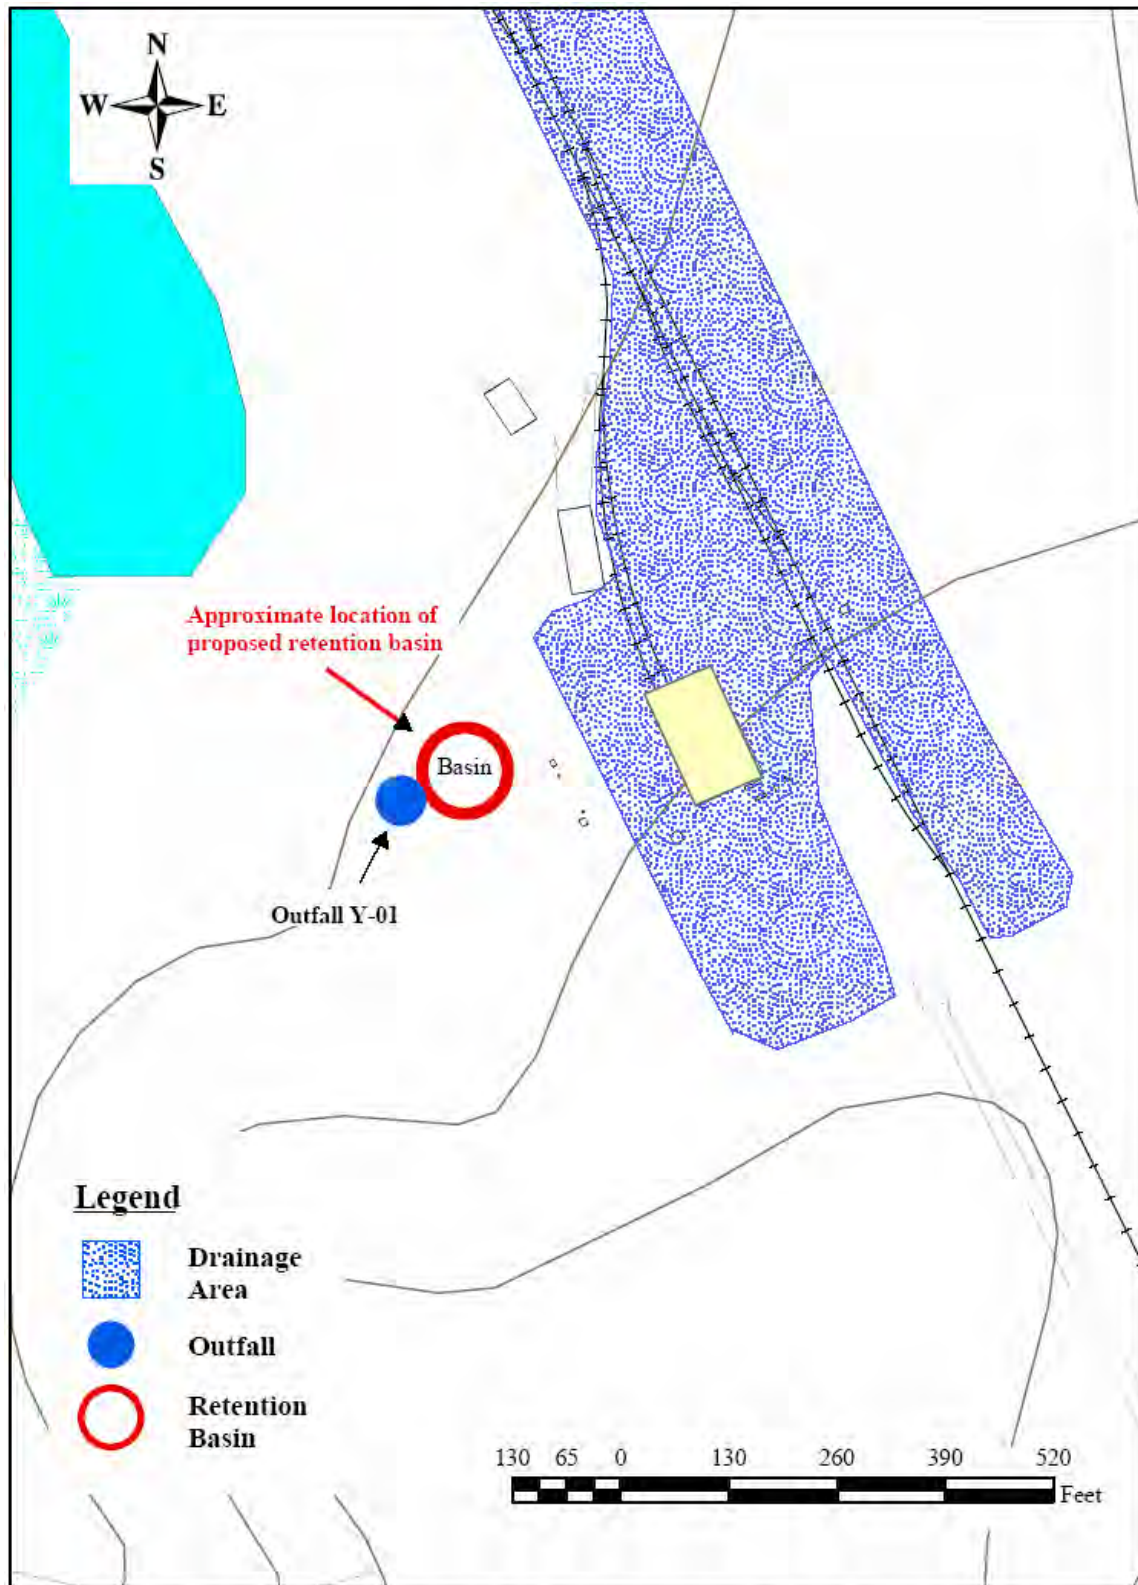 N
W E
S
Approximate location of
proposed retention basin
Basin
Outfall Y-01
Legend
Drainage
Area
Outfall
Retention
Basin
130 65 0 130 260 390 520
Feet